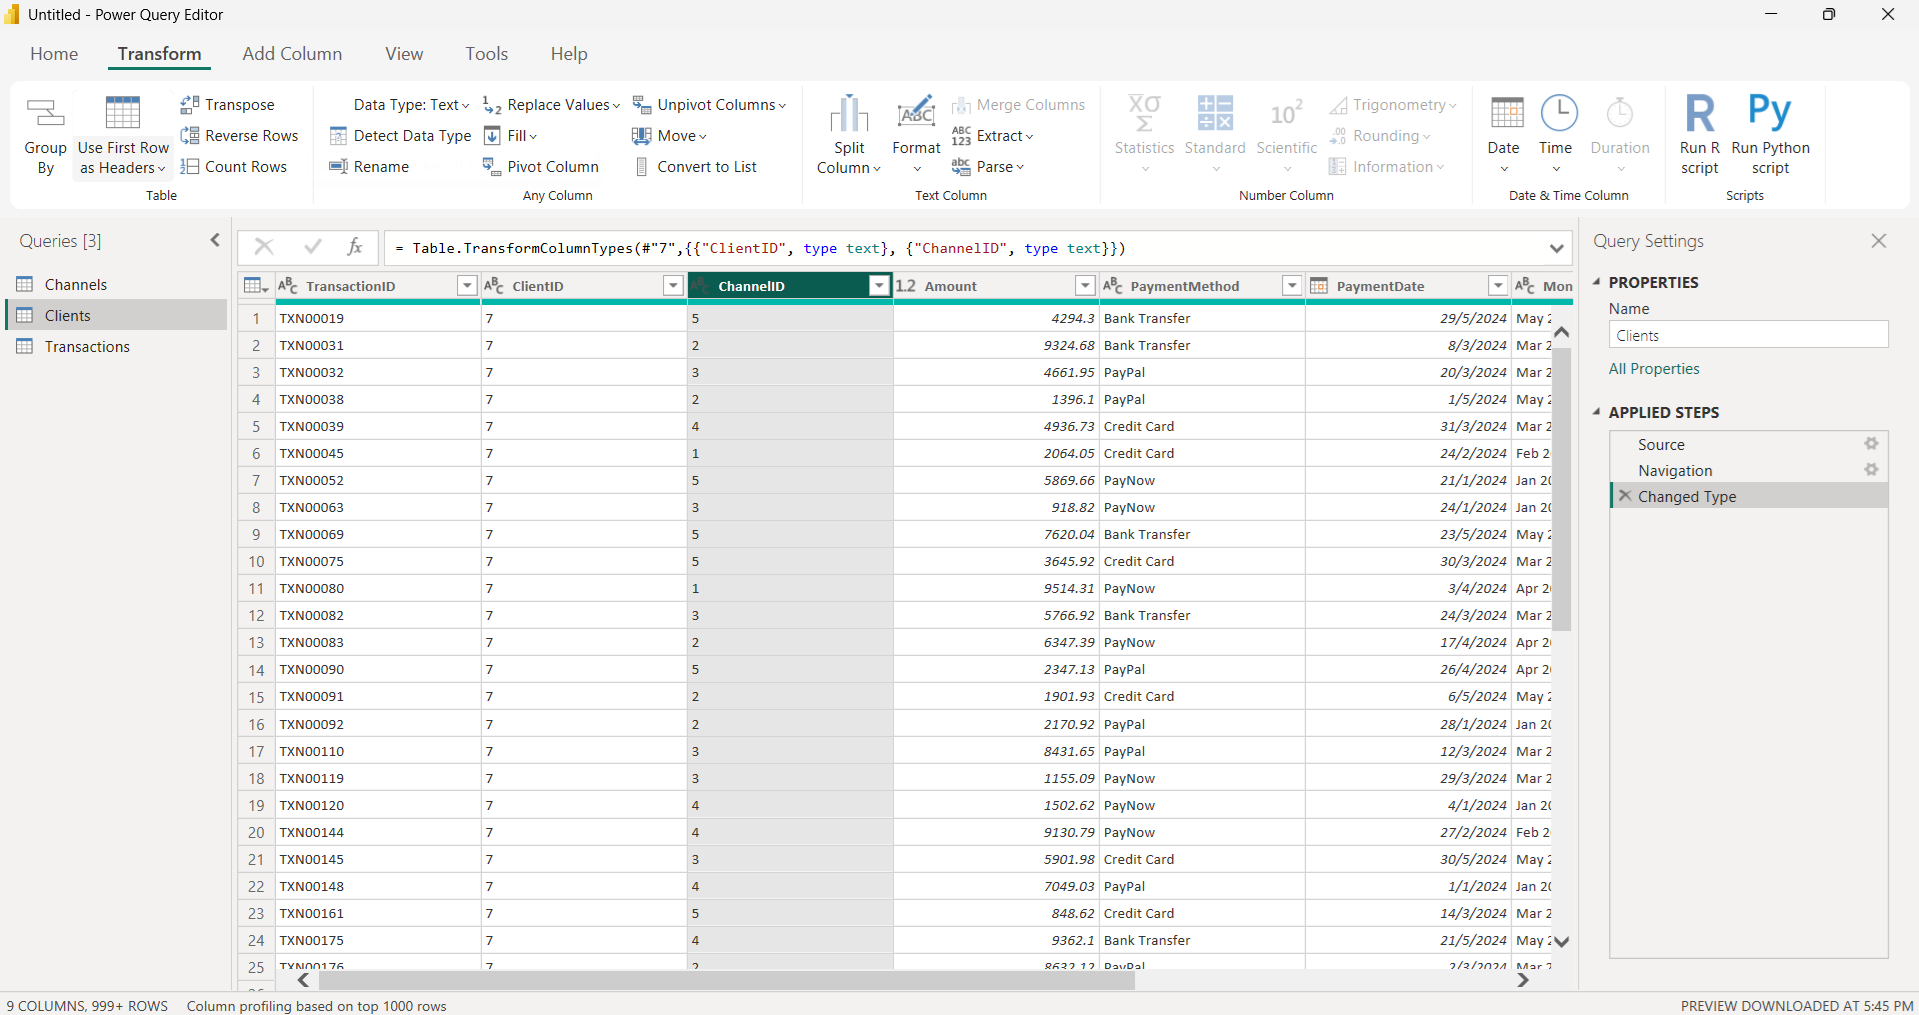 Untitled - Power Query Editor
Home Transform Add Column View Tools Help
Group By
Use First Row as Headers
Transpose
Reverse Rows
Count Rows
Table
Data Type: Text
Detect Data Type
Rename
Replace Values
Fill
Pivot Column
Unpivot Columns
Move
Convert to List
Any Column
Split Column
Format
Merge Columns
Extract
Parse
Text Column
Statistics
Standard
Scientific
Trigonometry
Rounding
Information
Number Column
Date
Time
Duration
Date & Time Column
Run R script
Run Python script
Scripts
Queries [3]
Channels
Clients
Transactions
= Table.TransformColumnTypes(#"7",{{"ClientID", type text}, {"ChannelID", type text}})
TransactionID ClientID ChannelID 1.2 Amount PaymentMethod PaymentDate Mon
1 TXN00019 7 5 4294.3 Bank Transfer 29/5/2024 May 2
2 TXN00031 7 2 9324.68 Bank Transfer 8/3/2024 Mar 2
3 TXN00032 7 3 4661.95 PayPal 20/3/2024 Mar 2
4 TXN00038 7 2 1396.1 PayPal 1/5/2024 May 2
5 TXN00039 7 4 4936.73 Credit Card 31/3/2024 Mar 2
6 TXN00045 7 1 2064.05 Credit Card 24/2/2024 Feb 2
7 TXN00052 7 5 5869.66 PayNow 21/1/2024 Jan 20
8 TXN00063 7 3 918.82 PayNow 24/1/2024 Jan 20
9 TXN00069 7 5 7620.04 Bank Transfer 23/5/2024 May 2
10 TXN00075 7 5 3645.92 Credit Card 30/3/2024 Mar 2
11 TXN00080 7 1 9514.31 PayNow 3/4/2024 Apr 2
12 TXN00082 7 3 5766.92 Bank Transfer 24/3/2024 Mar 2
13 TXN00083 7 2 6347.39 PayNow 17/4/2024 Apr 2
14 TXN00090 7 5 2347.13 PayPal 26/4/2024 Apr 2
15 TXN00091 7 2 1901.93 Credit Card 6/5/2024 May 2
16 TXN00092 7 2 2170.92 PayPal 28/1/2024 Jan 20
17 TXN00110 7 3 8431.65 PayPal 12/3/2024 Mar 2
18 TXN00119 7 3 1155.09 PayNow 29/3/2024 Mar 2
19 TXN00120 7 4 1502.62 PayNow 4/1/2024 Jan 20
20 TXN00144 7 4 9130.79 PayNow 27/2/2024 Feb 2
21 TXN00145 7 3 5901.98 Credit Card 30/5/2024 May 2
22 TXN00148 7 4 7049.03 PayPal 1/1/2024 Jan 20
23 TXN00161 7 5 848.62 Credit Card 14/3/2024 Mar 2
24 TXN00175 7 4 9362.1 Bank Transfer 21/5/2024 May 2
25 TXN00176 7 2 8632.12 PayPal 2/3/2024 Mar 2
Query Settings
PROPERTIES
Name
Clients
All Properties
APPLIED STEPS
Source
Navigation
Changed Type
9 COLUMNS, 999+ ROWS Column profiling based on top 1000 rows
PREVIEW DOWNLOADED AT 5:45 PM